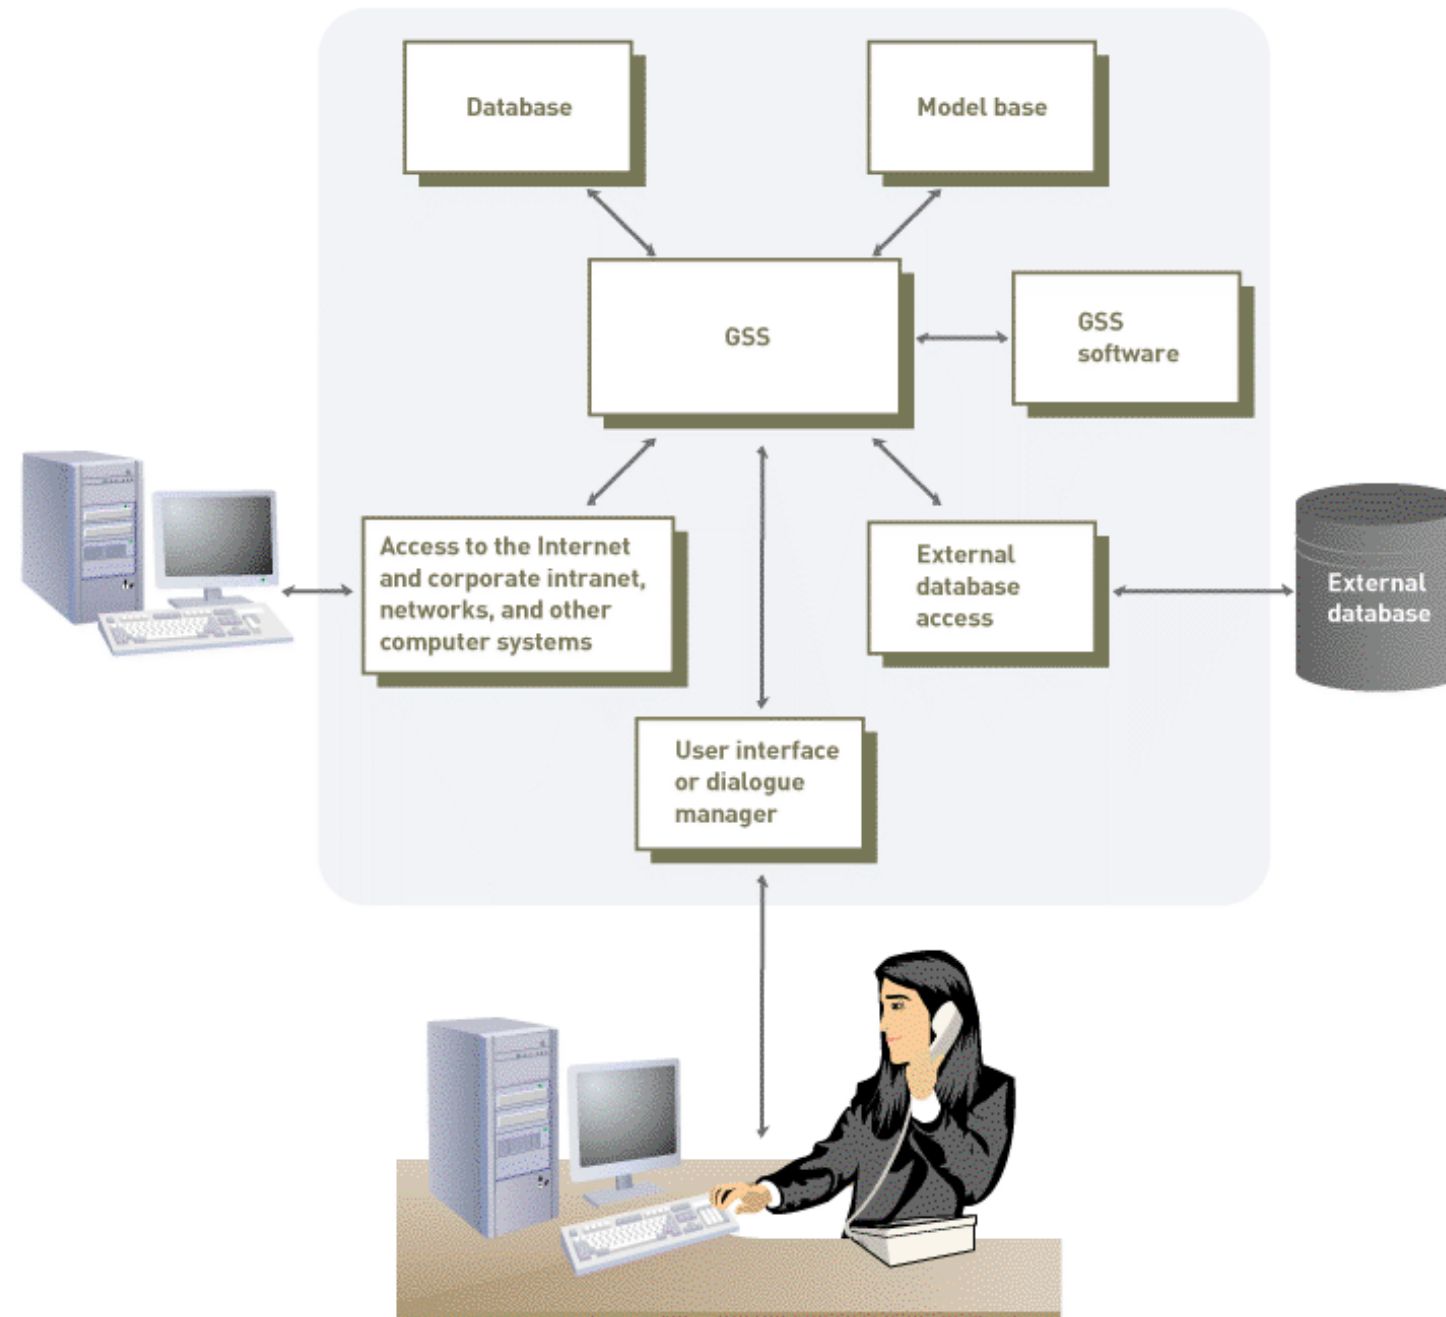 Database
Model base
GSS
GSS
software
Access to the Internet
and corporate intranet,
networks, and other
computer systems
External
database
access
External
database
User interface
or dialogue
manager